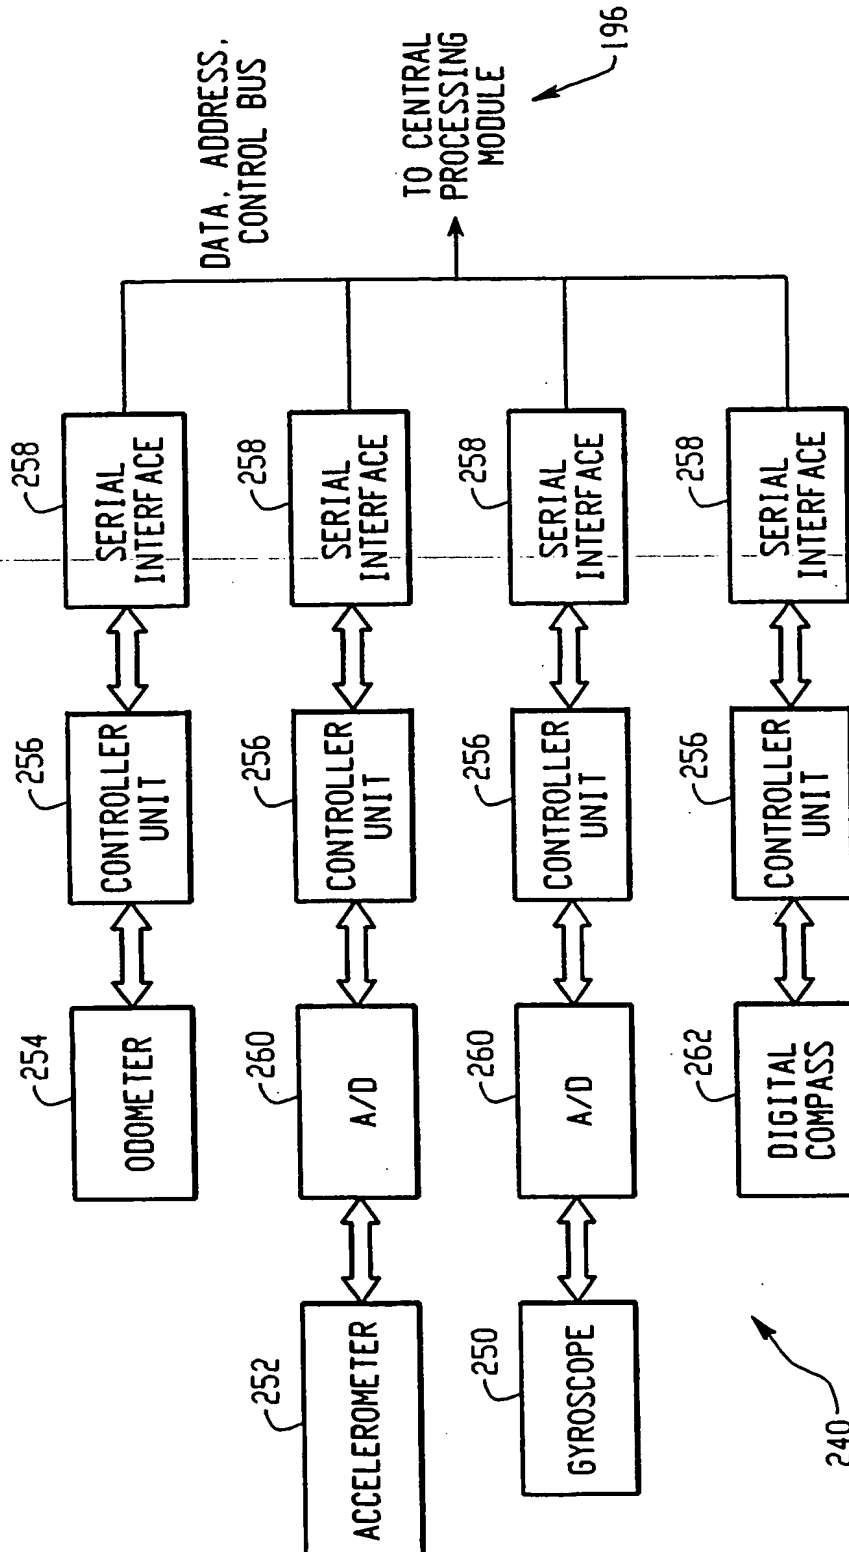 DATA, ADDRESS,
CONTROL BUS
TO CENTRAL
PROCESSING
MODULE
196
254
ODOMETER
256
CONTROLLER
UNIT
258
SERIAL
INTERFACE
252
ACCELEROMETER
260
A/D
256
CONTROLLER
UNIT
258
SERIAL
INTERFACE
250
GYROSCOPE
260
A/D
256
CONTROLLER
UNIT
258
SERIAL
INTERFACE
262
DIGITAL
COMPASS
256
CONTROLLER
UNIT
258
SERIAL
INTERFACE
240